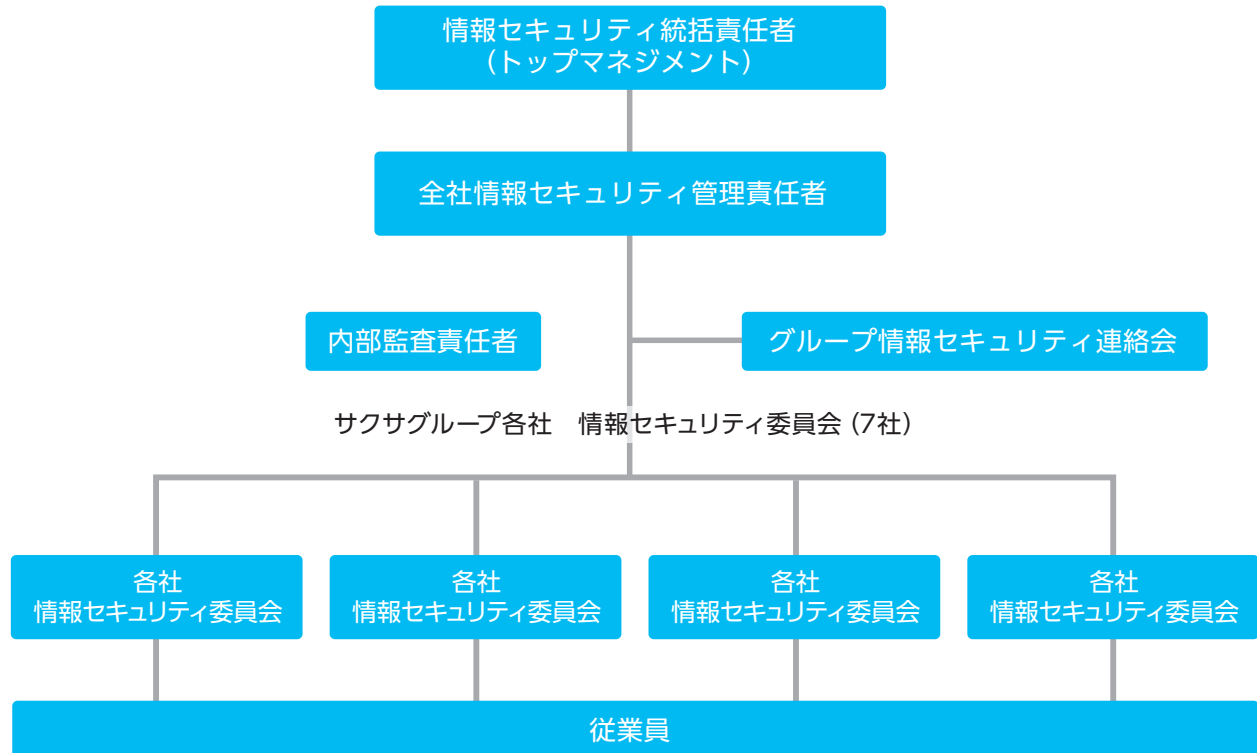 情報セキュリティ統括責任者
（トップマネジメント）
全社情報セキュリティ管理責任者
内部監査責任者
グループ情報セキュリティ連絡会
サクサグループ各社　情報セキュリティ委員会（7社）
各社
情報セキュリティ委員会
各社
情報セキュリティ委員会
各社
情報セキュリティ委員会
各社
情報セキュリティ委員会
従業員